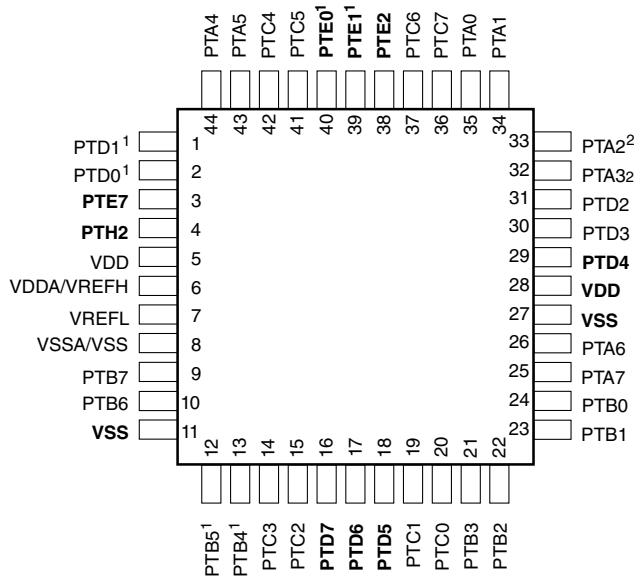 PTA4 PTA5 PTC4 PTC5 PTE0¹ PTE1¹ PTE2 PTC6 PTC7 PTA0 PTA1
44 43 42 41 40 39 38 37 36 35 34
PTD1¹ 1 33 PTA2²
PTD0¹ 2 32 PTA32
PTE7 3 31 PTD2
PTH2 4 30 PTD3
VDD 5 29 PTD4
VDDA/VREFH 6 28 VDD
VREFL 7 27 VSS
VSSA/VSS 8 26 PTA6
PTB7 9 25 PTA7
PTB6 10 24 PTB0
VSS 11 23 PTB1
12 13 14 15 16 17 18 19 20 21 22
PTB5¹ PTB4¹ PTC3 PTC2 PTD7 PTD6 PTD5 PTC1 PTC0 PTB3 PTB2